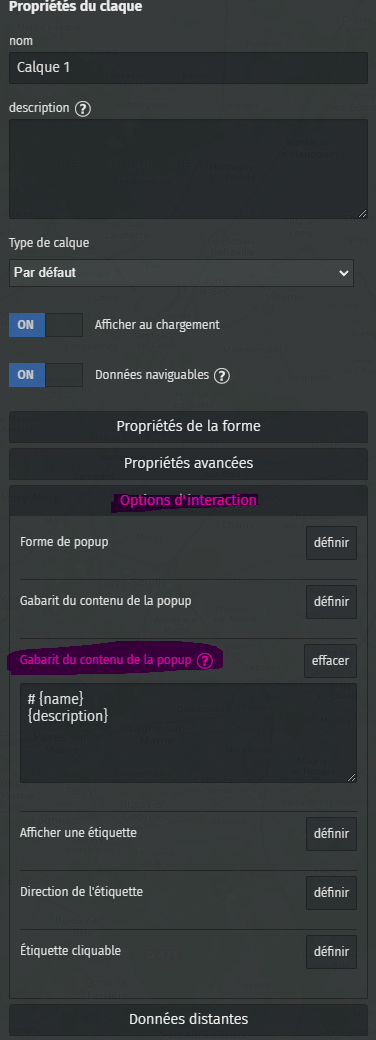 Propriétés du claque
nom
Calque 1
description ?
Type de calque
Par défaut
ON Afficher au chargement
ON Données naviguables ?
Propriétés de la forme
Propriétés avancées
Options d'interaction
Forme de popup définir
Gabarit du contenu de la popup définir
Gabarit du contenu de la popup ? effacer
# {name}
{description}
Afficher une étiquette définir
Direction de l'étiquette définir
Étiquette cliquable définir
Données distantes